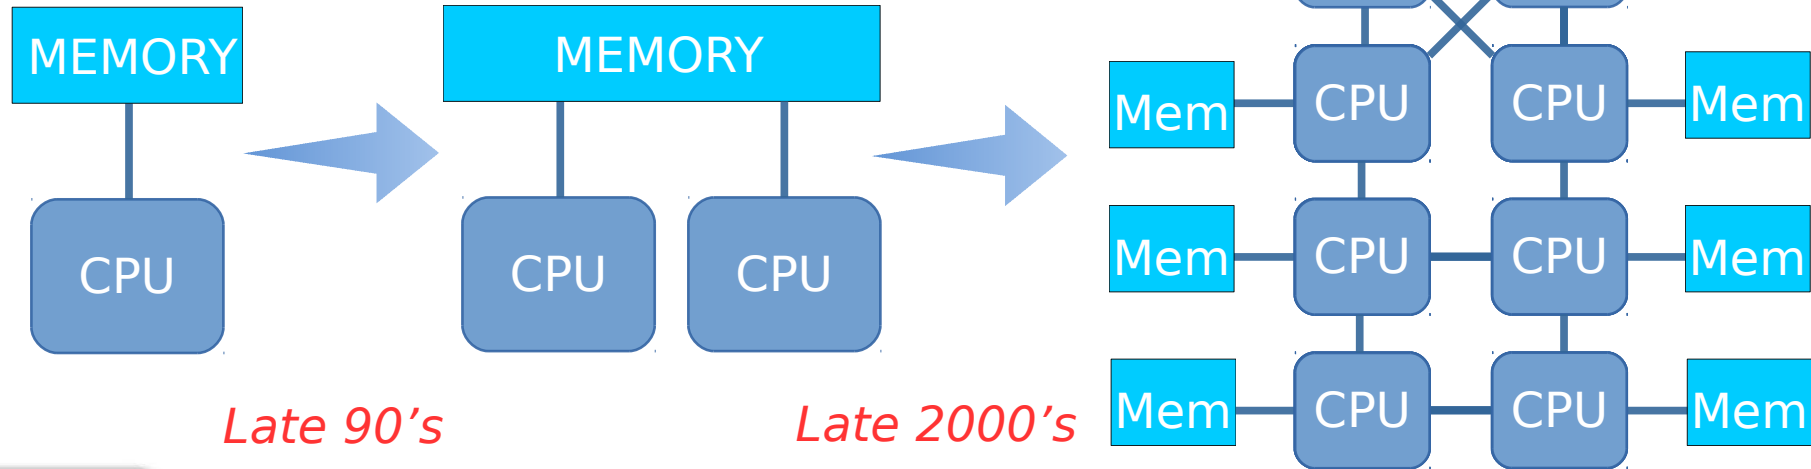 MEMORY
CPU
MEMORY
CPU CPU
Late 90’s
Late 2000’s
Mem CPU CPU Mem
Mem CPU CPU Mem
Mem CPU CPU Mem